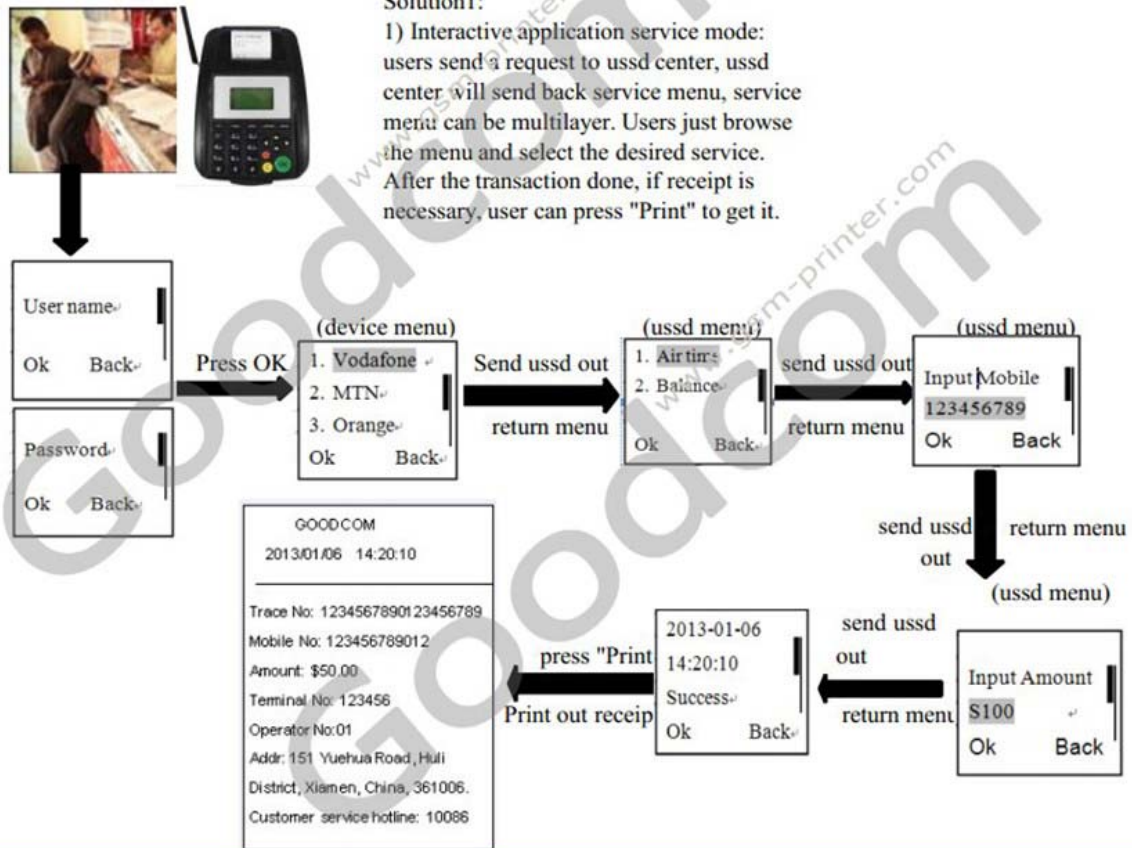 Solution1:
1) Interactive application service mode:
users send a request to ussd center, ussd
center will send back service menu, service
menu can be multilayer. Users just browse
the menu and select the desired service.
After the transaction done, if receipt is
necessary, user can press "Print" to get it.
User name
Ok Back
Password
Ok Back
Press OK
(device menu)
1. Vodafone
2. MTN
3. Orange
Ok Back
Send ussd out
return menu
(ussd menu)
1. Air time
2. Balance
Ok Back
send ussd out
return menu
(ussd menu)
Input Mobile
123456789
Ok Back
send ussd
out
return menu
(ussd menu)
Input Amount
S100
Ok Back
send ussd
out
return menu
2013-01-06
14:20:10
Success
Ok Back
press "Print
Print out receip
GOODCOM
2013/01/06 14:20:10
Trace No: 1234567890123456789
Mobile No: 123456789012
Amount: $50.00
Terminal No: 123456
Operator No:01
Addr: 151 Yuehua Road, Huli
District, Xiamen, China, 361006.
Customer service hotline: 10086
Goodcom
www.gsm-printer.com
Goodcom
www.gsm-printer.com